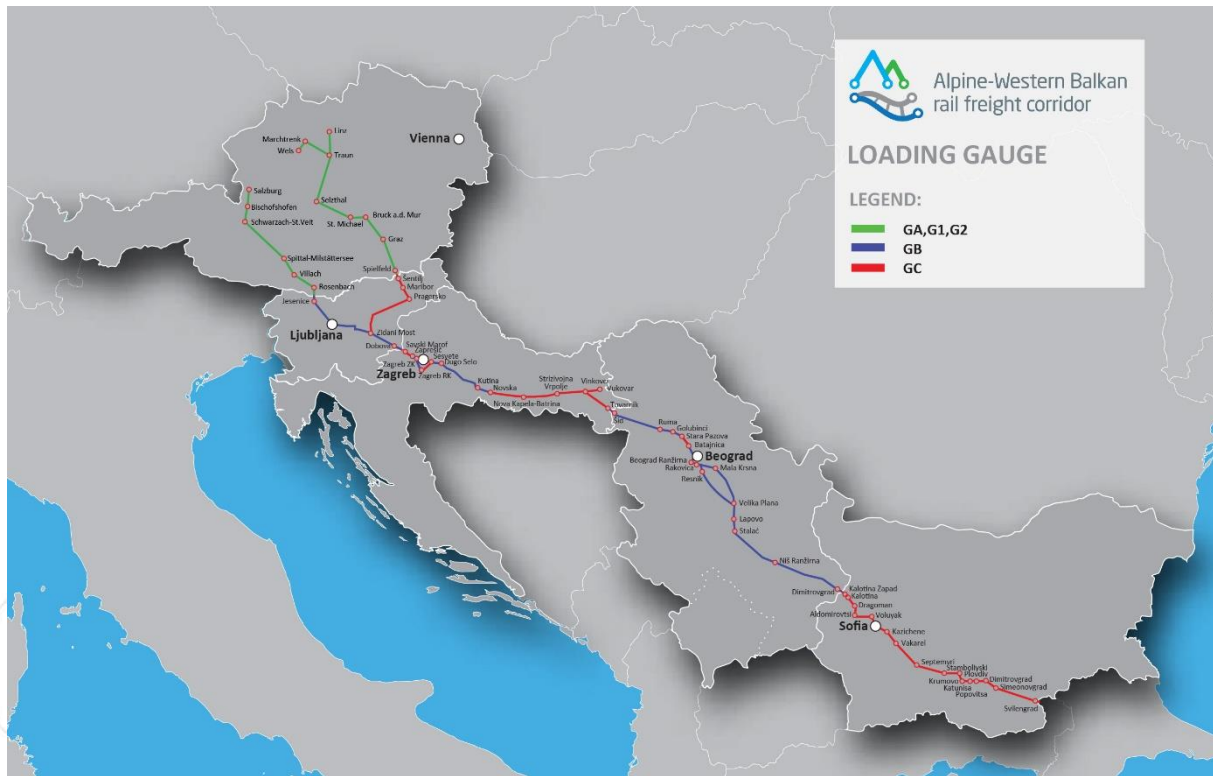 Alpine-Western Balkan
rail freight corridor
LOADING GAUGE
LEGEND:
GA,G1,G2
GB
GC
Linz
Marchtrenk
Vienna
Wels
Traun
Salzburg
Selzthal
Bischofshofen
Schwarzach-St.Veit
St. Michael
Bruck a.d. Mur
Grau
Spittal-Milstättersee
Spielfeld
Villach
Šentilj
Rosenbach
Maribor
Jesenice
Pragersko
Ljubljana
Zidani Most
Dobova
Savski Marof
Zaprešić
Sesvete
Zagreb ZK
Dugo Selo
Zagreb
Zagreb RK
Kutina
Novska
Strizivojna
Vrpolje
Vinkovci
Vukovar
Nova Kapela-Batrina
Tovarnik
Šid
Ruma
Golubinci
Stara Pazova
Batajnica
Beograd
Beograd Ranžirna
Rakovica
Mala Krsna
Resnik
Velika Plana
Lapovo
Stalać
Niš Ranžirna
Dimitrovgrad
Kalotina Zapad
Kalotina
Dragoman
Aldomirovtsi
Voluyak
Sofia
Kazichene
Vakarel
Septemvri
Stamboliyski
Plovdiv
Krumovo
Dimitrovgrad
Katunisa
Simeonovgrad
Popovitsa
Svilengrad